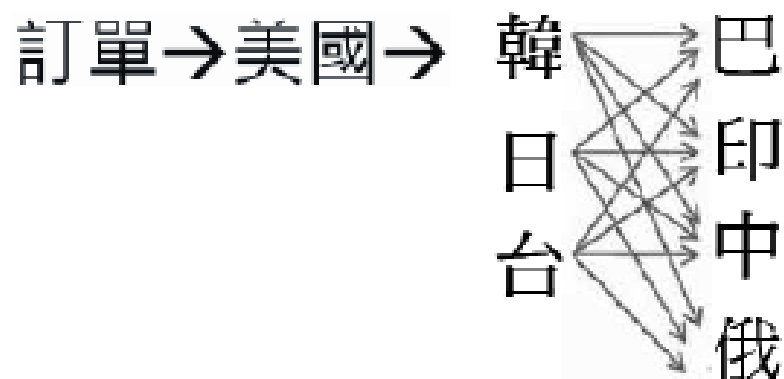 訂單→美國→ 韓 巴
日 印
台 中
俄